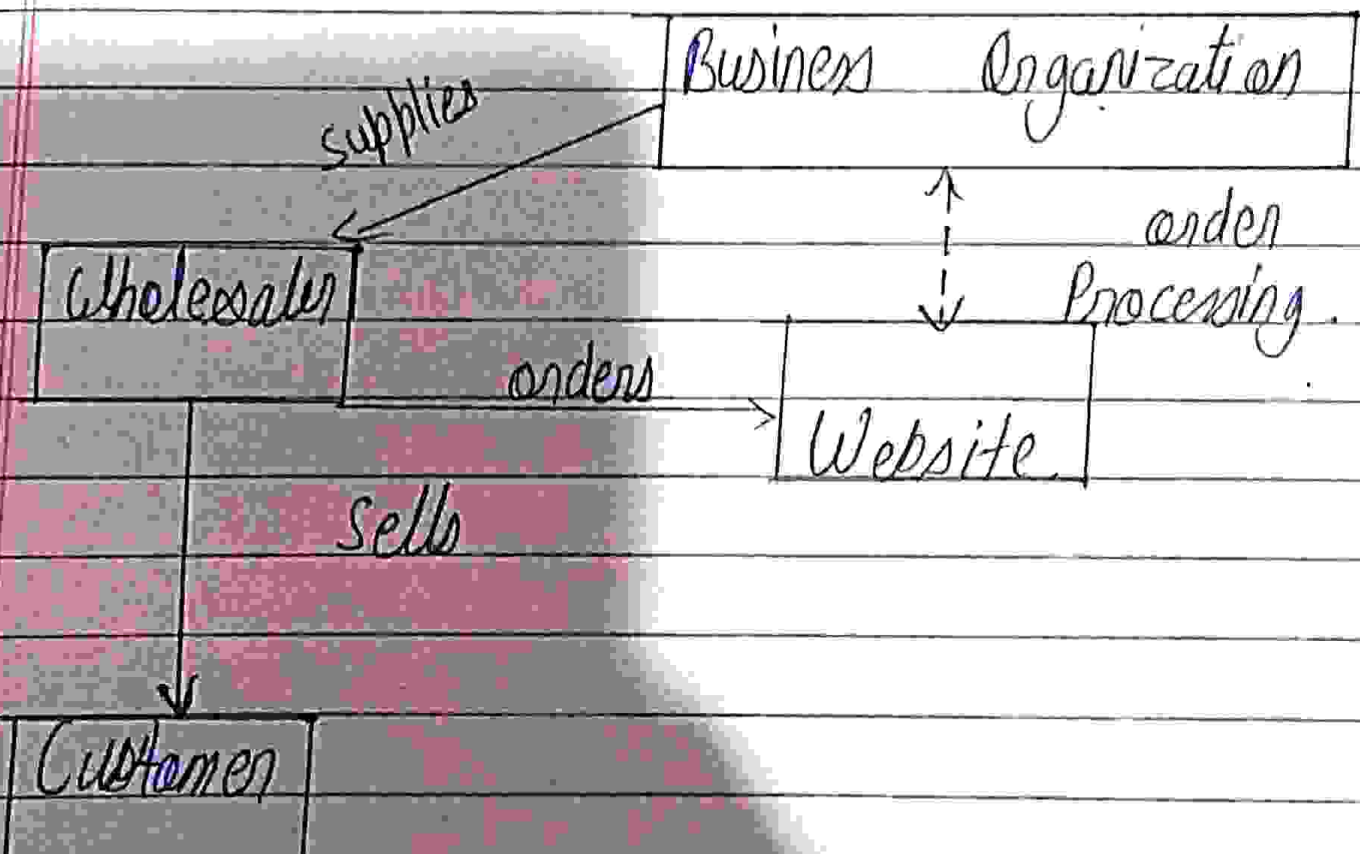 Business Organization
supplies
order
Processing.
Wholesaler
orders
Website.
Sells
Customer